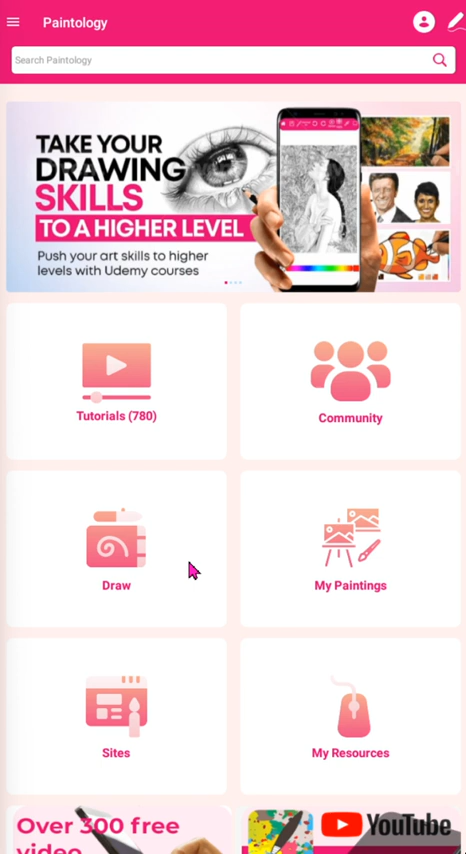 Paintology
Search Paintology
TAKE YOUR
DRAWING
SKILLS
TO A HIGHER LEVEL
Push your art skills to higher
levels with Udemy courses
Tutorials (780)
Community
Draw
My Paintings
Sites
My Resources
Over 300 free
video
YouTube